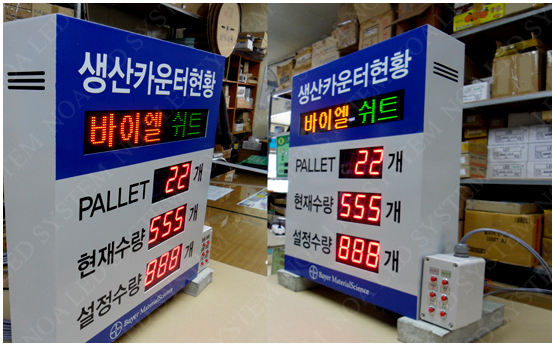 생산카운터현황
바이엘 쉬트
PALLET 22 개
현재수량 555 개
설정수량 888 개
Bayer MaterialScience
생산카운터현황
바이엘-쉬트
PALLET 22 개
현재수량 555 개
설정수량 888 개
Bayer MaterialScience
NOA LED SYSTEM